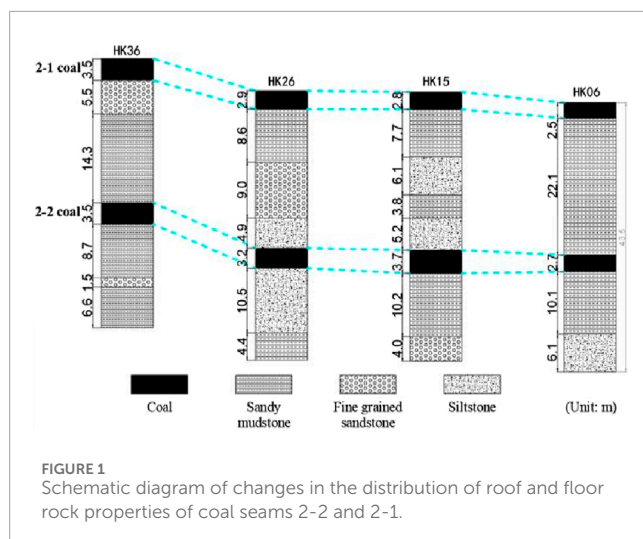 HK36
2-1 coal
3.5
5.5
14.3
2-2 coal
3.5
8.7
1.5
6.6
HK26
2.9
8.6
9.0
4.9
3.2
10.5
4.4
HK15
2.8
7.7
6.1
3.8
5.2
3.7
10.2
4.0
HK06
2.5
22.1
2.7
10.1
6.1
43.5
Coal
Sandy
mudstone
Fine grained
sandstone
Siltstone
(Unit: m)
FIGURE 1
Schematic diagram of changes in the distribution of roof and floor
rock properties of coal seams 2-2 and 2-1.